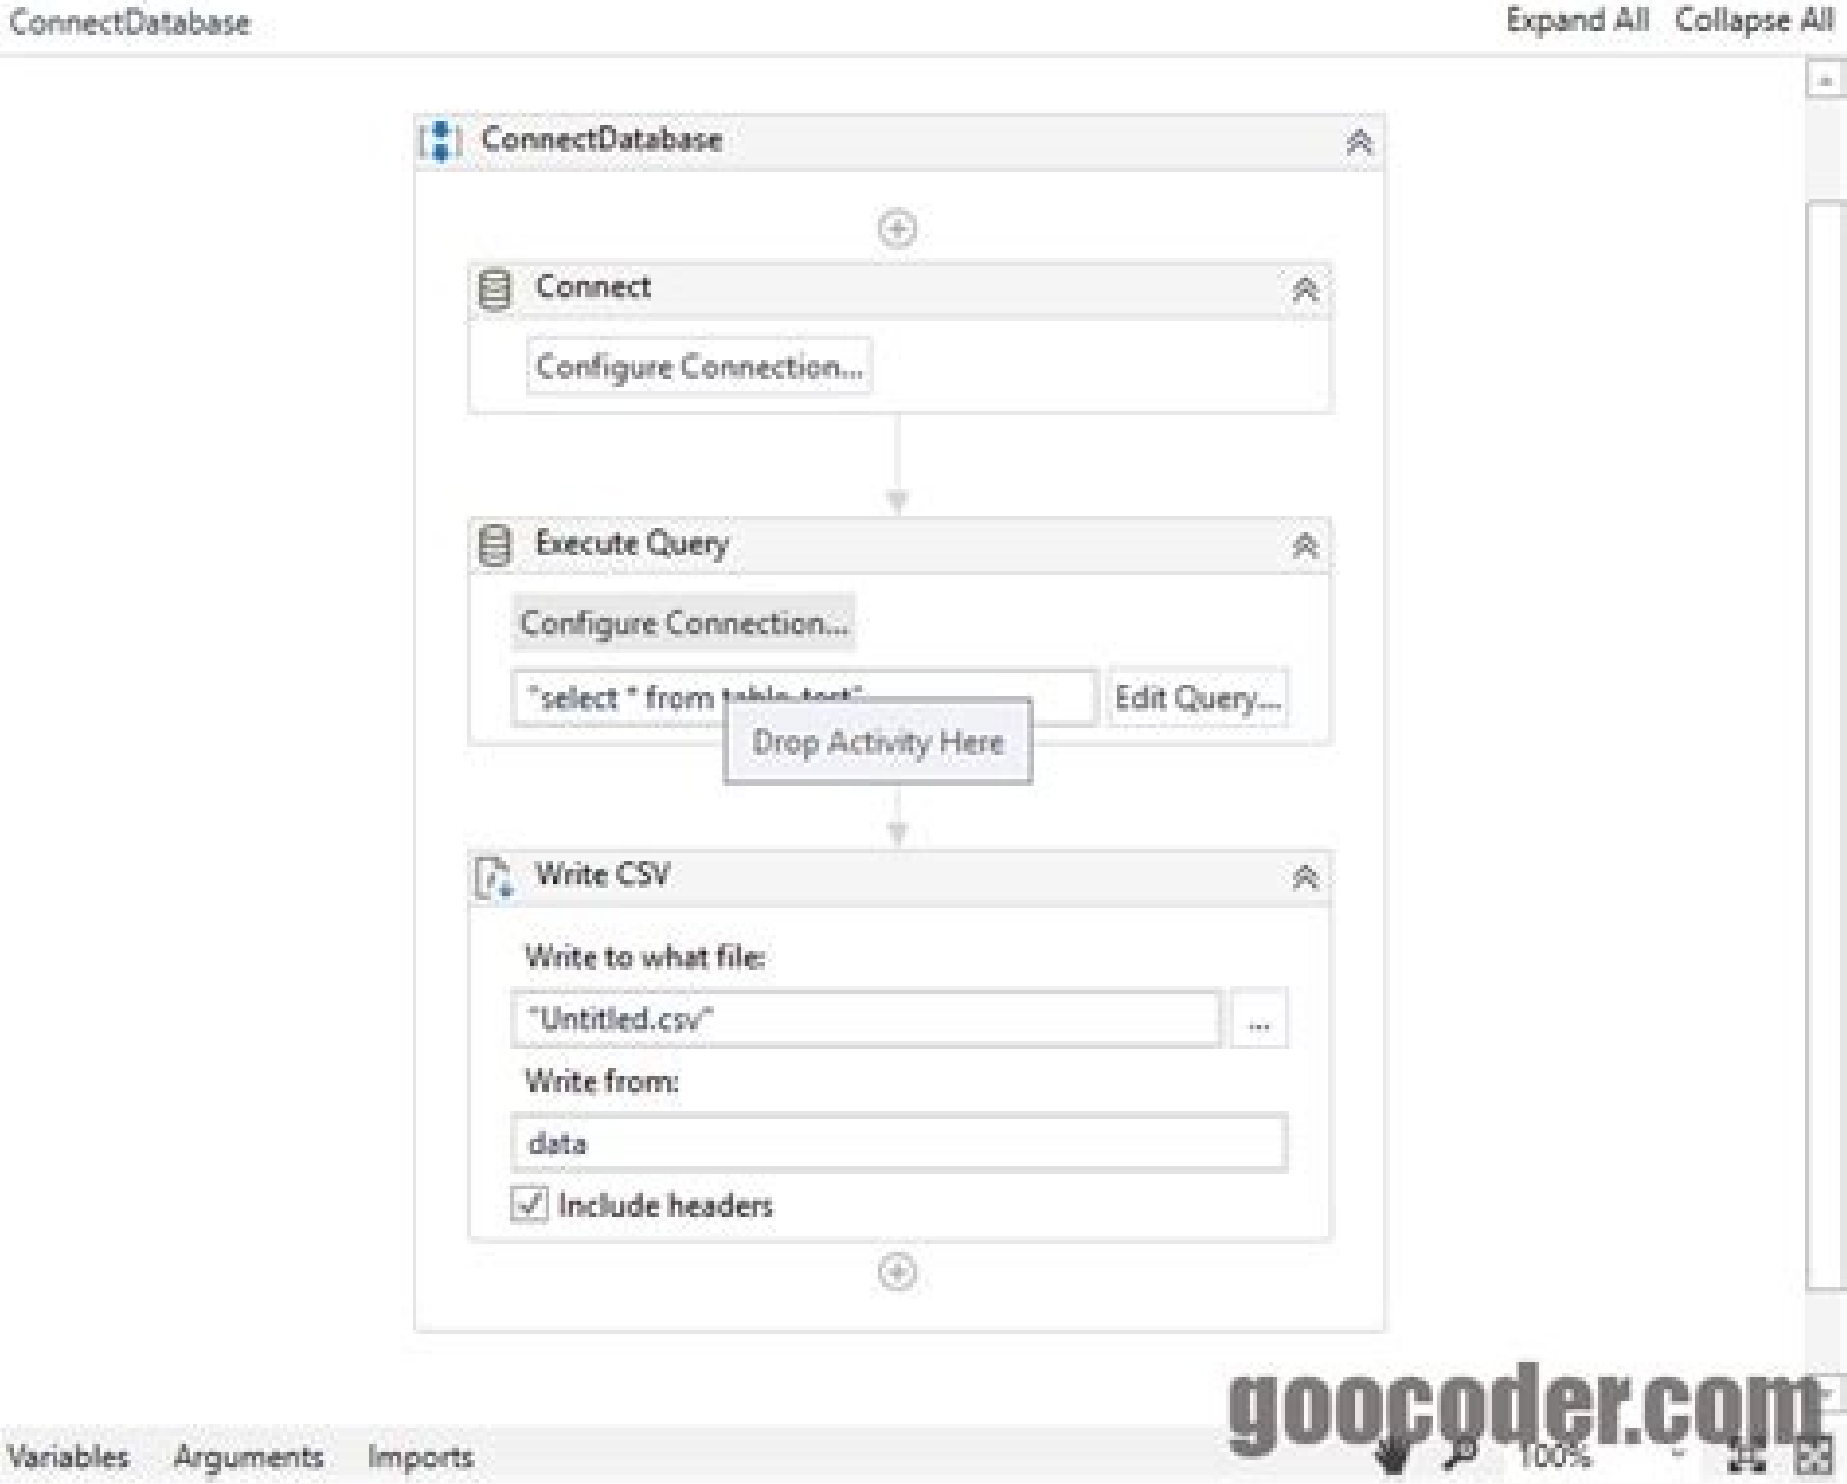 ConnectDatabase
Expand All Collapse All
ConnectDatabase
Connect
Configure Connection...
Execute Query
Configure Connection...
"select * from table_test"
Edit Query...
Drop Activity Here
Write CSV
Write to what file:
"Untitled.csv"
...
Write from:
data
Include headers
goocoder.com
Variables Arguments Imports
100%